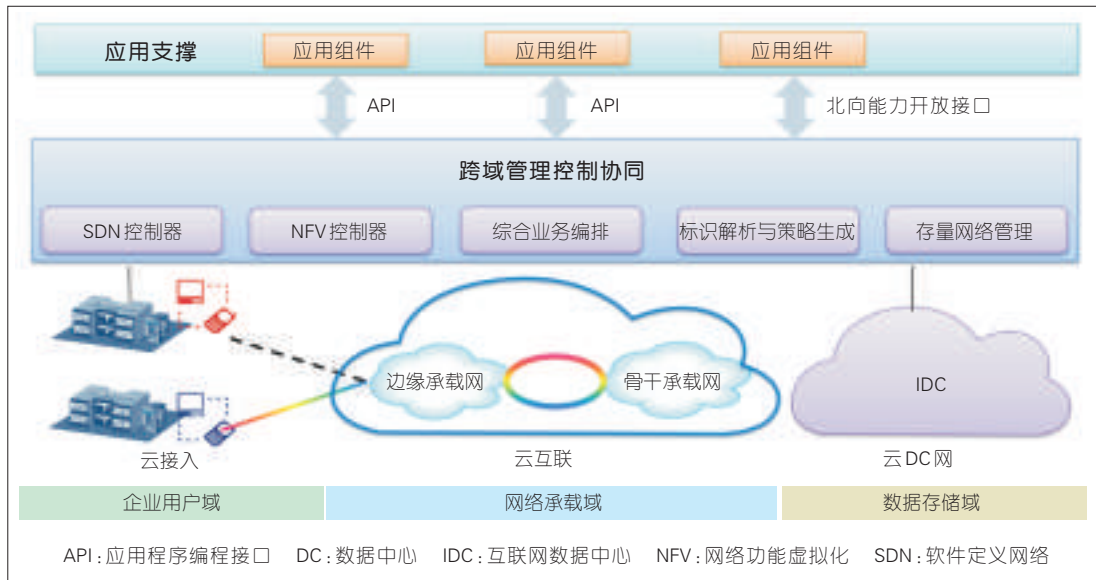 应用支撑 应用组件 应用组件 应用组件
API API 北向能力开放接口
跨域管理控制协同
SDN控制器 NFV控制器 综合业务编排 标识解析与策略生成 存量网络管理
边缘承载网 骨干承载网 IDC
云接入 云互联 云DC网
企业用户域 网络承载域 数据存储域
API:应用程序编程接口 DC:数据中心 IDC:互联网数据中心 NFV:网络功能虚拟化 SDN:软件定义网络